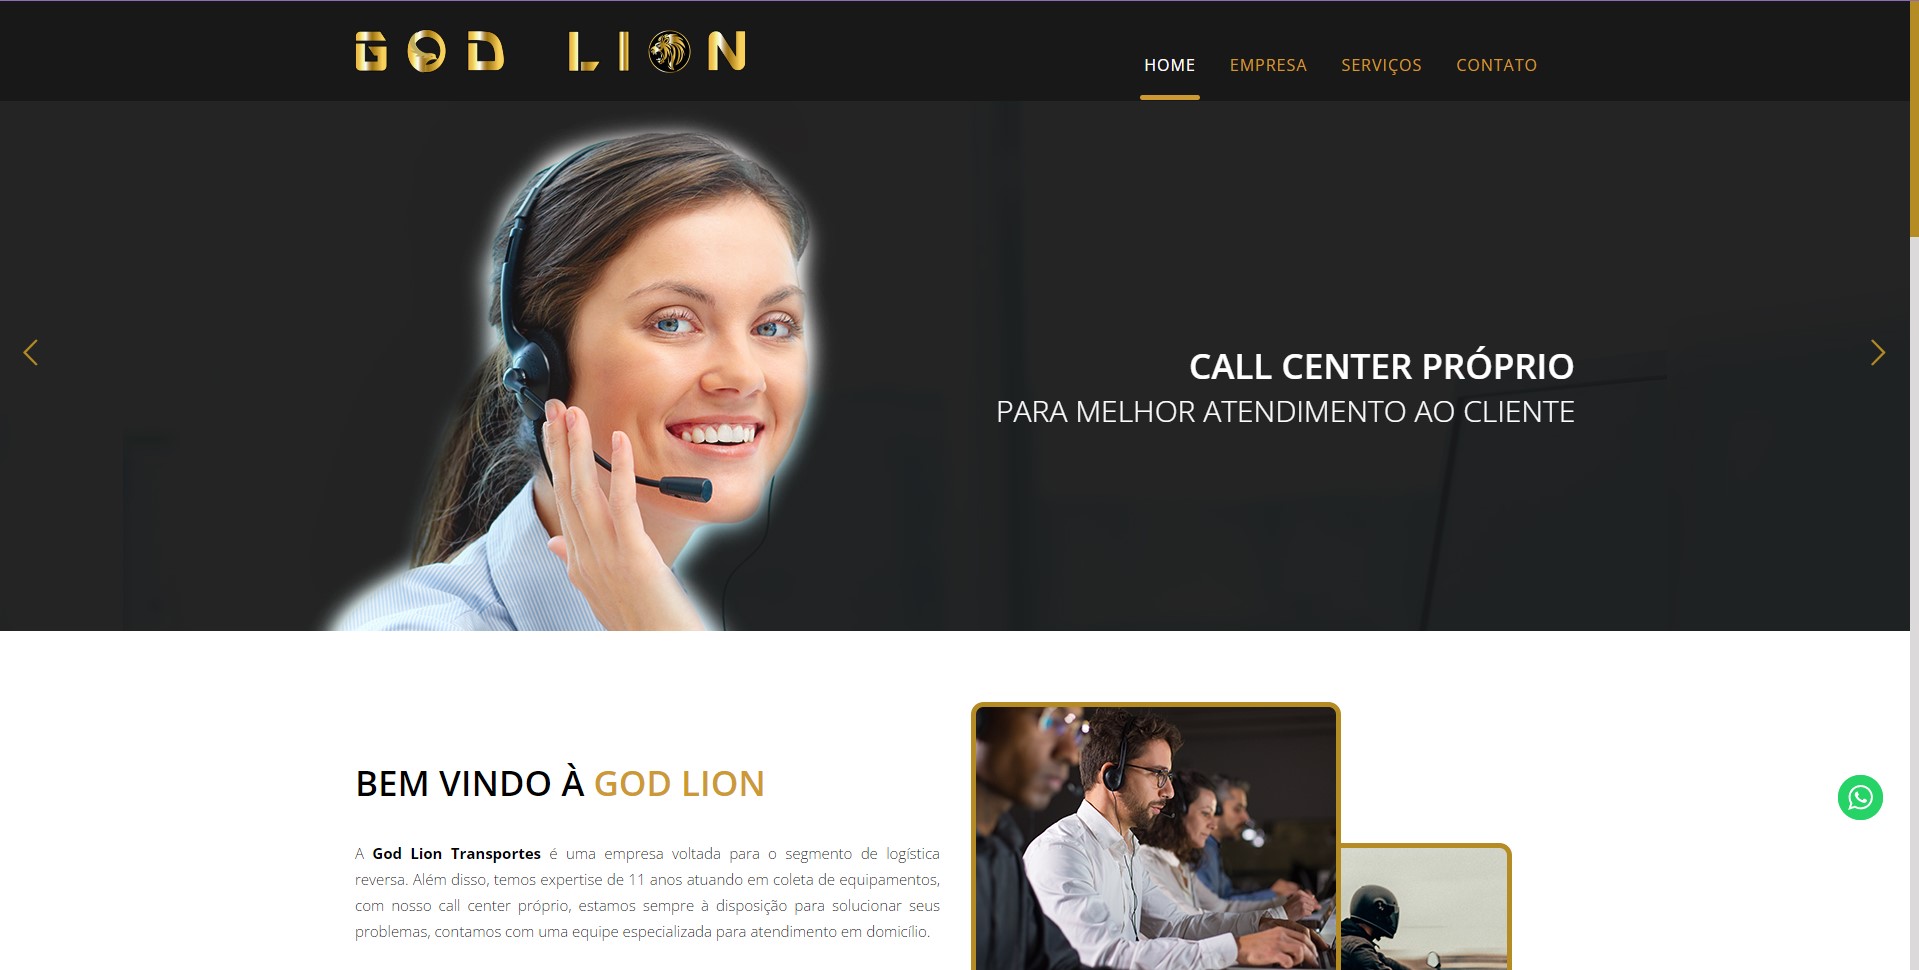 GOD LION
HOME EMPRESA SERVIÇOS CONTATO
CALL CENTER PRÓPRIO
PARA MELHOR ATENDIMENTO AO CLIENTE
BEM VINDO À GOD LION
A God Lion Transportes é uma empresa voltada para o segmento de logística
reversa. Além disso, temos expertise de 11 anos atuando em coleta de equipamentos,
com nosso call center próprio, estamos sempre à disposição para solucionar seus
problemas, contamos com uma equipe especializada para atendimento em domicílio.